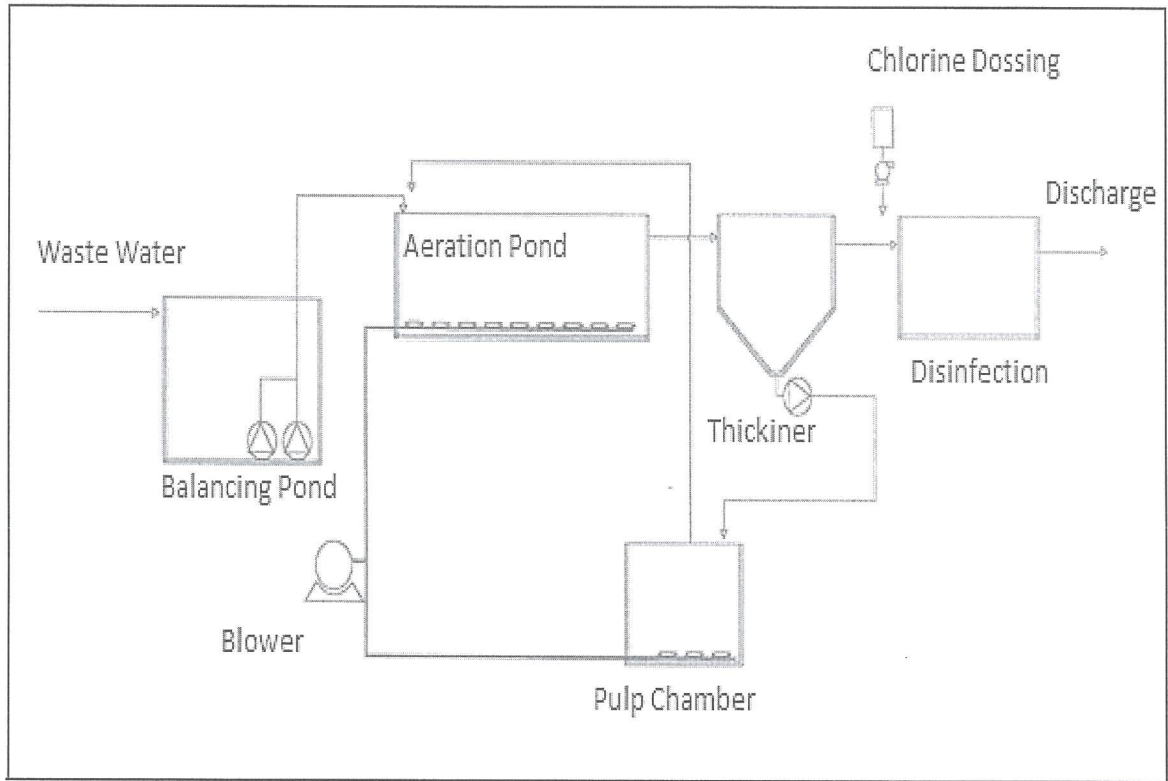 Chlorine Dossing
Discharge
Waste Water
Aeration Pond
Disinfection
Thickiner
Balancing Pond
Blower
Pulp Chamber